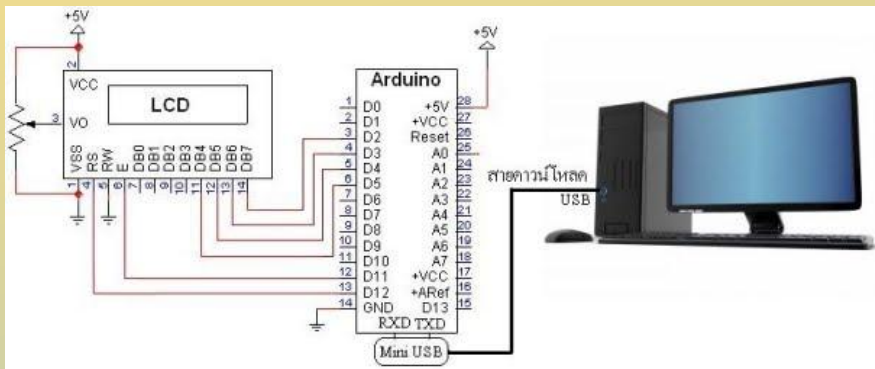 +5V
2
VCC
LCD
3
VO
VSS
RS
RW
E
DB0
DB1
DB2
DB3
DB4
DB5
DB6
DB7
1
4
5
6
7
8
9
10
11
12
13
14
Arduino
+5V
1 D0 +5V 28
2 D1 +VCC 27
3 D2 Reset 26
4 D3 A0 25
5 D4 A1 24
6 D5 A2 23
7 D6 A3 22
8 D7 A4 21
9 D8 A5 20
10 D9 A6 19
11 D10 A7 18
12 D11 +VCC 17
13 D12 +ARef 16
14 GND D13 15
RXD TXD
Mini USB
สายดาวน์โหลด
USB